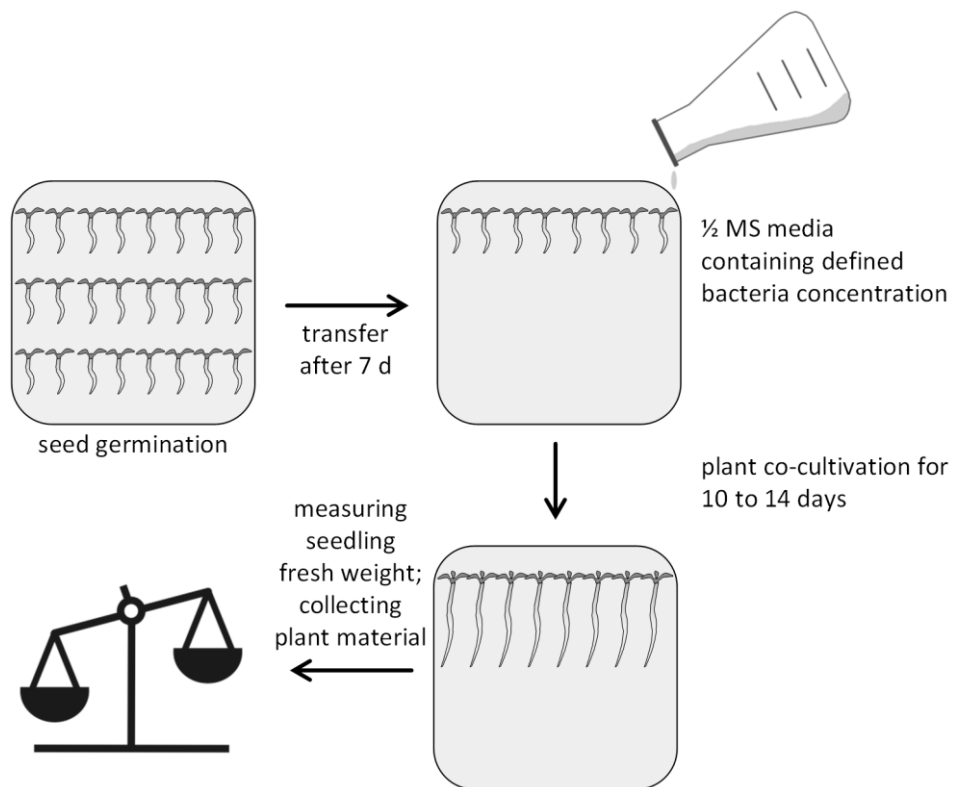 ½ MS media
containing defined
bacteria concentration
transfer
after 7 d
seed germination
plant co-cultivation for
10 to 14 days
measuring
seedling
fresh weight;
collecting
plant material